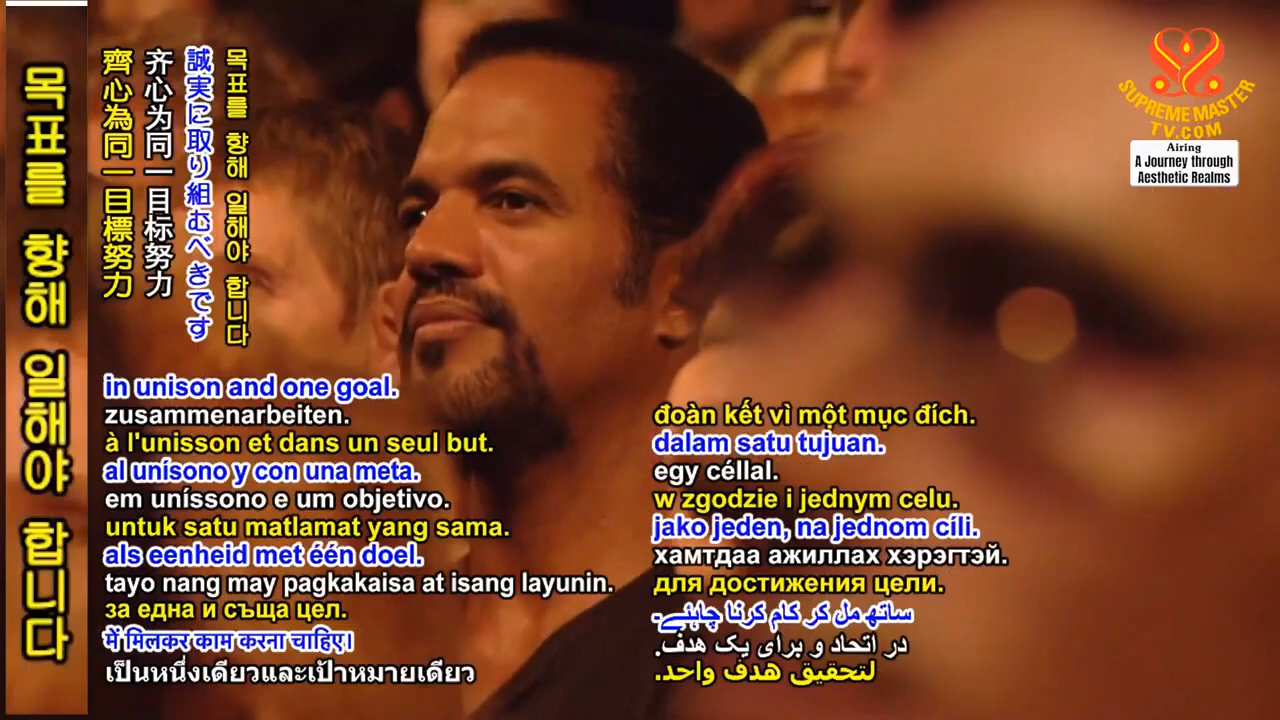 목표를 향해 일해야 합니다
齊心為同一目標努力
齐心为同一目标努力
誠実に取り組むべきです
목표를 향해 일해야 합니다
SUPREME MASTER
TV.COM
Airing
A Journey through
Aesthetic Realms
in unison and one goal.
zusammenarbeiten.
à l'unisson et dans un seul but.
al unísono y con una meta.
em uníssono e um objetivo.
untuk satu matlamat yang sama.
als eenheid met één doel.
tayo nang may pagkakaisa at isang layunin.
за една и съща цел.
में मिलकर काम करना चाहिए।
เป็นหนึ่งเดียวและเป้าหมายเดียว
đoàn kết vì một mục đích.
dalam satu tujuan.
egy céllal.
w zgodzie i jednym celu.
jako jeden, na jednom cíli.
хамтдаа ажиллах хэрэгтэй.
для достижения цели.
ساتھ مل کر کام کرنا چاہئے۔
در اتحاد و برای یک هدف.
لتحقيق هدف واحد.